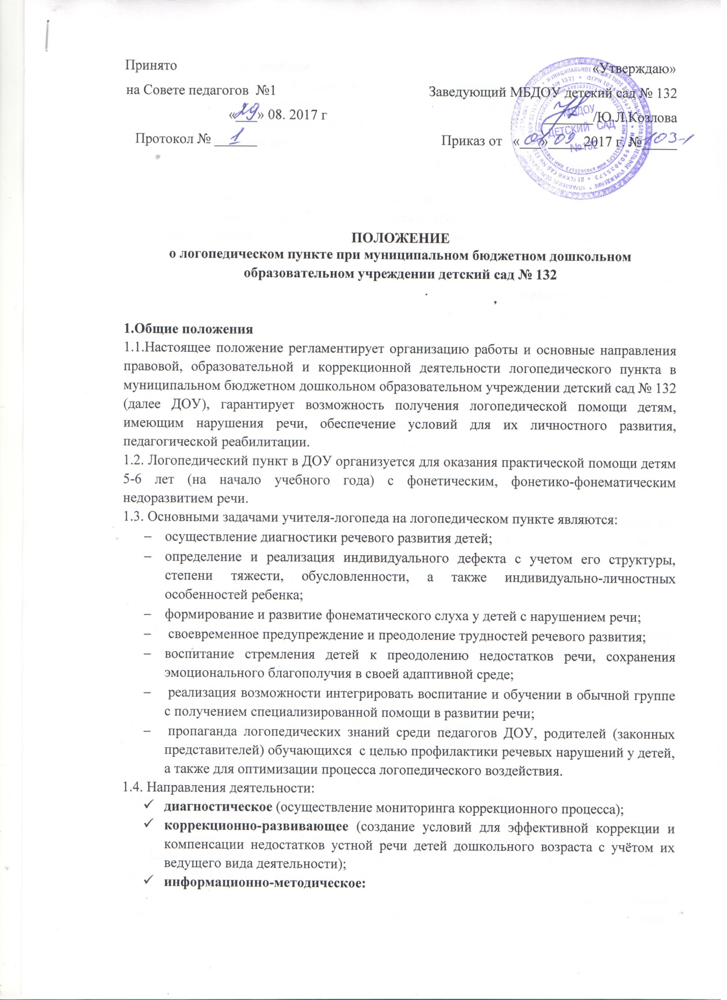 Принято
«Утверждаю»
на Совете педагогов №1
Заведующий МБДОУ детский сад № 132
«29» 08. 2017 г
/Ю.Л.Козлова
Протокол № 1
Приказ от «01» 09 2017 г. № 103-1
МБДОУ
ДЕТСКИЙ САД
№132
ПОЛОЖЕНИЕ
о логопедическом пункте при муниципальном бюджетном дошкольном
образовательном учреждении детский сад № 132
1.Общие положения
1.1.Настоящее положение регламентирует организацию работы и основные направления
правовой, образовательной и коррекционной деятельности логопедического пункта в
муниципальном бюджетном дошкольном образовательном учреждении детский сад № 132
(далее ДОУ), гарантирует возможность получения логопедической помощи детям,
имеющим нарушения речи, обеспечение условий для их личностного развития,
педагогической реабилитации.
1.2. Логопедический пункт в ДОУ организуется для оказания практической помощи детям
5-6 лет (на начало учебного года) с фонетическим, фонетико-фонематическим
недоразвитием речи.
1.3. Основными задачами учителя-логопеда на логопедическом пункте являются:
– осуществление диагностики речевого развития детей;
– определение и реализация индивидуального дефекта с учетом его структуры,
степени тяжести, обусловленности, а также индивидуально-личностных
особенностей ребенка;
– формирование и развитие фонематического слуха у детей с нарушением речи;
– своевременное предупреждение и преодоление трудностей речевого развития;
– воспитание стремления детей к преодолению недостатков речи, сохранения
эмоционального благополучия в своей адаптивной среде;
– реализация возможности интегрировать воспитание и обучении в обычной группе
с получением специализированной помощи в развитии речи;
– пропаганда логопедических знаний среди педагогов ДОУ, родителей (законных
представителей) обучающихся с целью профилактики речевых нарушений у детей,
а также для оптимизации процесса логопедического воздействия.
1.4. Направления деятельности:
✓ диагностическое (осуществление мониторинга коррекционного процесса);
✓ коррекционно-развивающее (создание условий для эффективной коррекции и
компенсации недостатков устной речи детей дошкольного возраста с учётом их
ведущего вида деятельности);
✓ информационно-методическое: